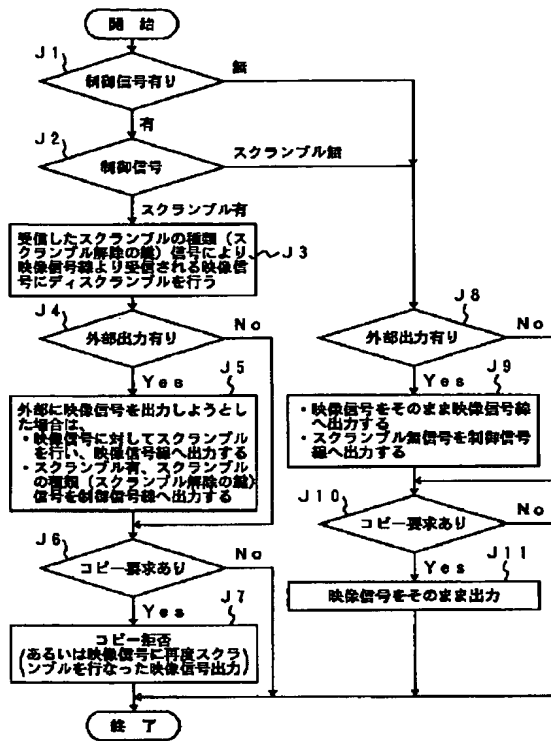 開 始
J1
制御信号有り
無
有
J2
制御信号
スクランブル無
スクランブル有
受信したスクランブルの種類（ス
クランブル解除の鍵）信号により
映像信号線より受信される映像信
号にディスクランブルを行う
J3
J4
外部出力有り
No
Yes
J5
外部に映像信号を出力しようとし
た場合は、
・映像信号に対してスクランブル
を行い、映像信号線へ出力する
・スクランブル有、スクランブル
の種類（スクランブル解除の鍵）
信号を制御信号線へ出力する
J6
コピー要求あり
No
Yes
J7
コピー拒否
(あるいは映像信号に再度スクラ
ンブルを行なった映像信号出力)
終 了
J8
外部出力有り
No
Yes
J9
・映像信号をそのまま映像信号線
へ出力する
・スクランブル無信号を制御信号
線へ出力する
J10
コピー要求あり
No
Yes
J11
映像信号をそのまま出力